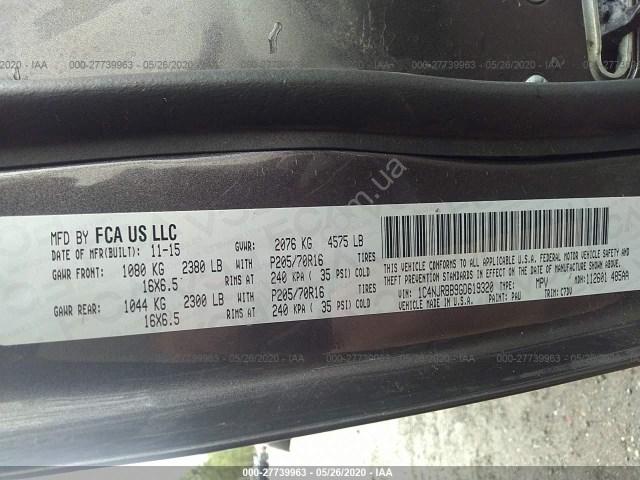 000-27739963 - 05/26/2020 - IAA
MFD BY FCA US LLC
DATE OF MFR(BUILT): 11-15 GVWR: 2076 KG 4575 LB
GAWR FRONT: 1080 KG 2380 LB WITH P205/70R16 TIRES
16X6.5 RIMS AT 240 KPA ( 35 PSI) COLD
GAWR REAR: 1044 KG 2300 LB WITH P205/70R16 TIRES
16X6.5 RIMS AT 240 KPA ( 35 PSI) COLD
THIS VEHICLE CONFORMS TO ALL APPLICABLE U.S.A. FEDERAL MOTOR VEHICLE SAFETY
BUMPER AND THEFT PREVENTION STANDARDS IN EFFECT ON THE DATE OF MANUFACTURE SHOWN ABOVE
VIN: 1C4NJRBB9GD619320 TYPE: MPV MDH: 112601 485AA
VEHICLE MADE IN U.S.A. PAINT: PAU TRIM: C7DV
000-27739963 - 05/26/2020 - IAA